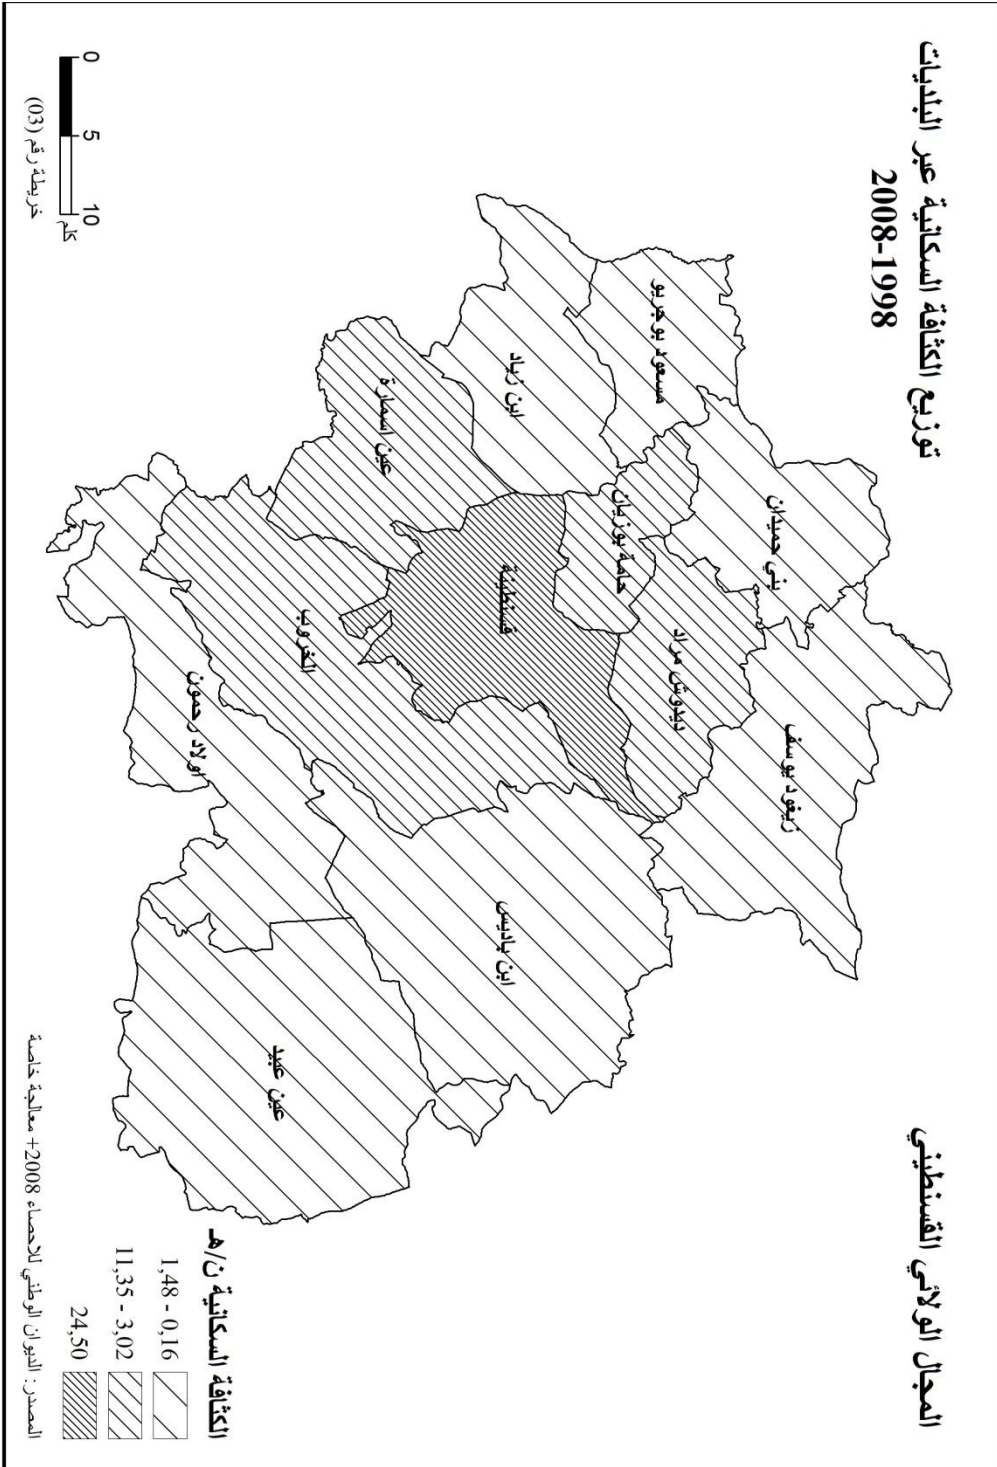 المجال الولائي القسنطيني
توزيع الكثافة السكانية عبر البلديات
2008-1998
زيغود يوسف
بني حميدان
ديدوش مراد
مسعود بوجريو
حامة بوزيان
ابن زياد
قسنطينة
ابن باديس
عين اسمارة
الخروب
عين عبيد
اولاد رحمون
الكثافة السكانية ن/هـ
1,48 - 0,16
11,35 - 3,02
24,50
0 5 10
كلم
خريطة رقم (03)
المصدر: الديوان الوطني للاحصاء 2008+ معالجة خاصة